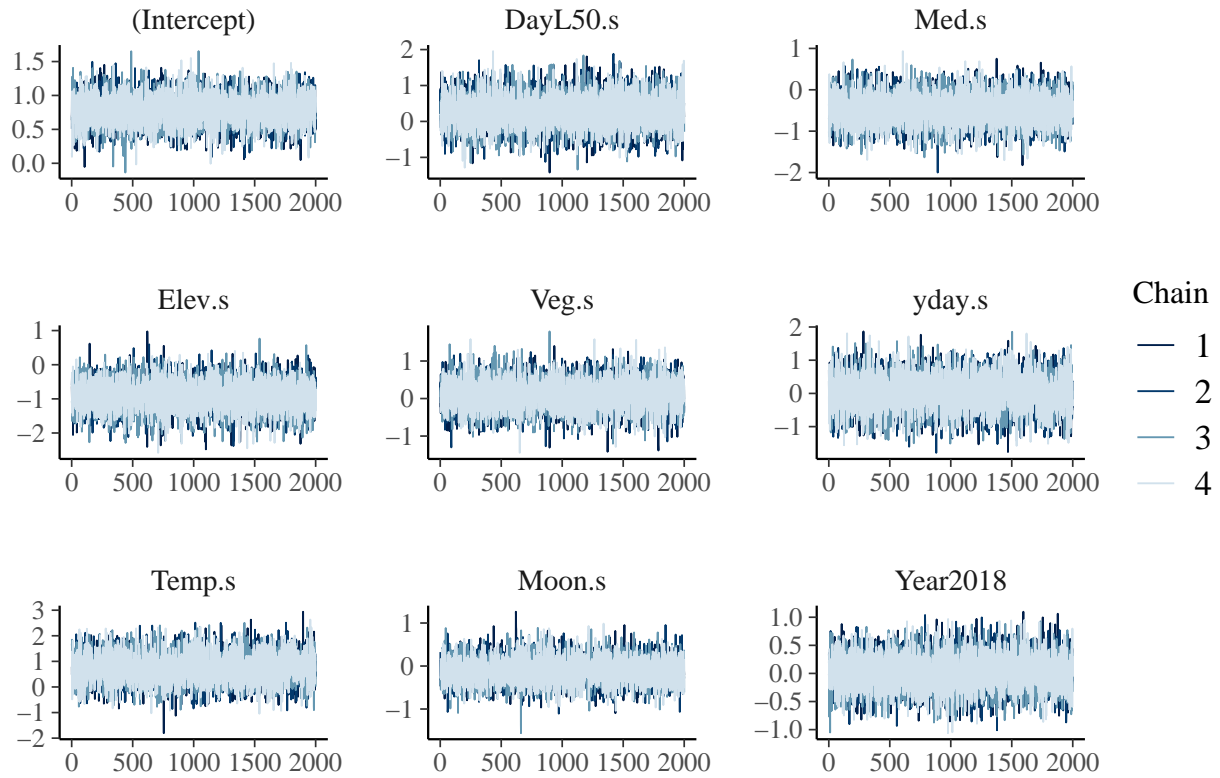 (Intercept) DayL50.s Med.s
1.5 1.0 0.5 0.0
0 500 1000 1500 2000
2 1 0 −1
0 500 1000 1500 2000
1 0 −1 −2
0 500 1000 1500 2000
Elev.s Veg.s yday.s
1 0 −1 −2
0 500 1000 1500 2000
1 0 −1
0 500 1000 1500 2000
2 1 0 −1
0 500 1000 1500 2000
Temp.s Moon.s Year2018
3 2 1 0 −1 −2
0 500 1000 1500 2000
1 0 −1
0 500 1000 1500 2000
1.0 0.5 0.0 −0.5 −1.0
0 500 1000 1500 2000
Chain
1
2
3
4